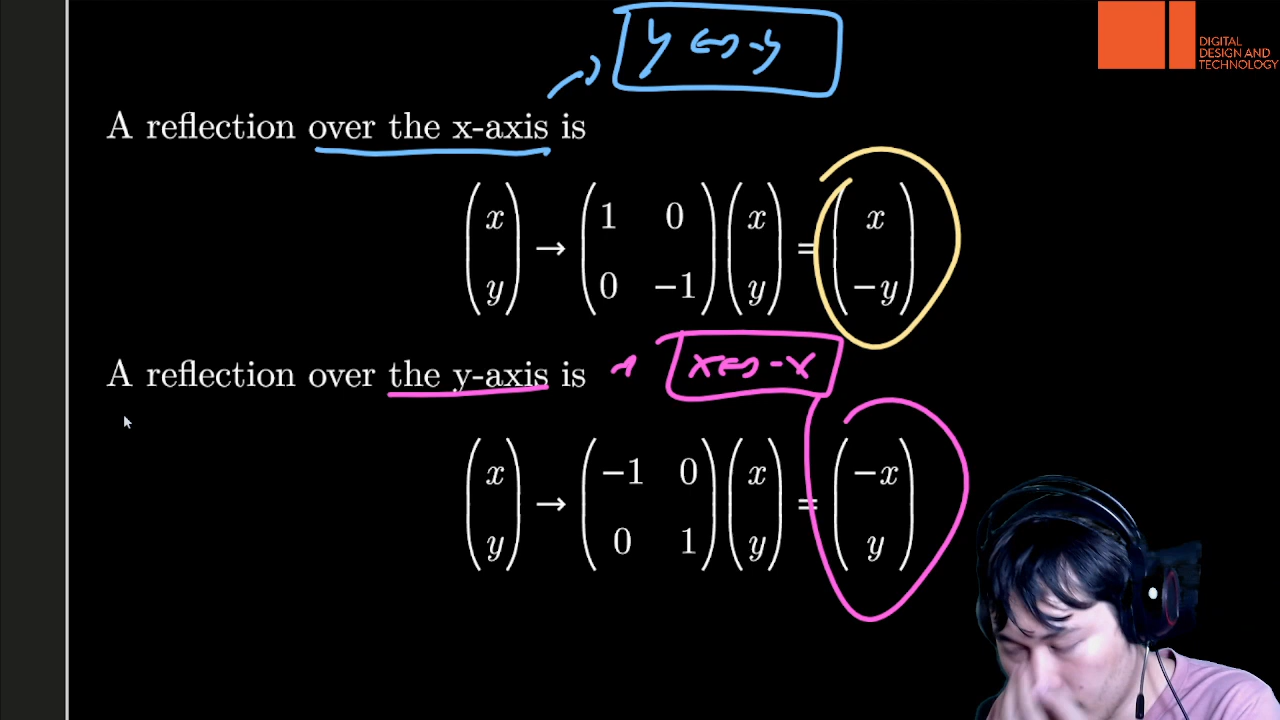 y ↔ -y
DIGITAL
DESIGN AND
TECHNOLOGY
A reflection over the x-axis is
(x y) → (1 0 0 −1)(x y) = (x −y)
A reflection over the y-axis is
x ↔ -x
(x y) → (−1 0 0 1)(x y) = (−x y)